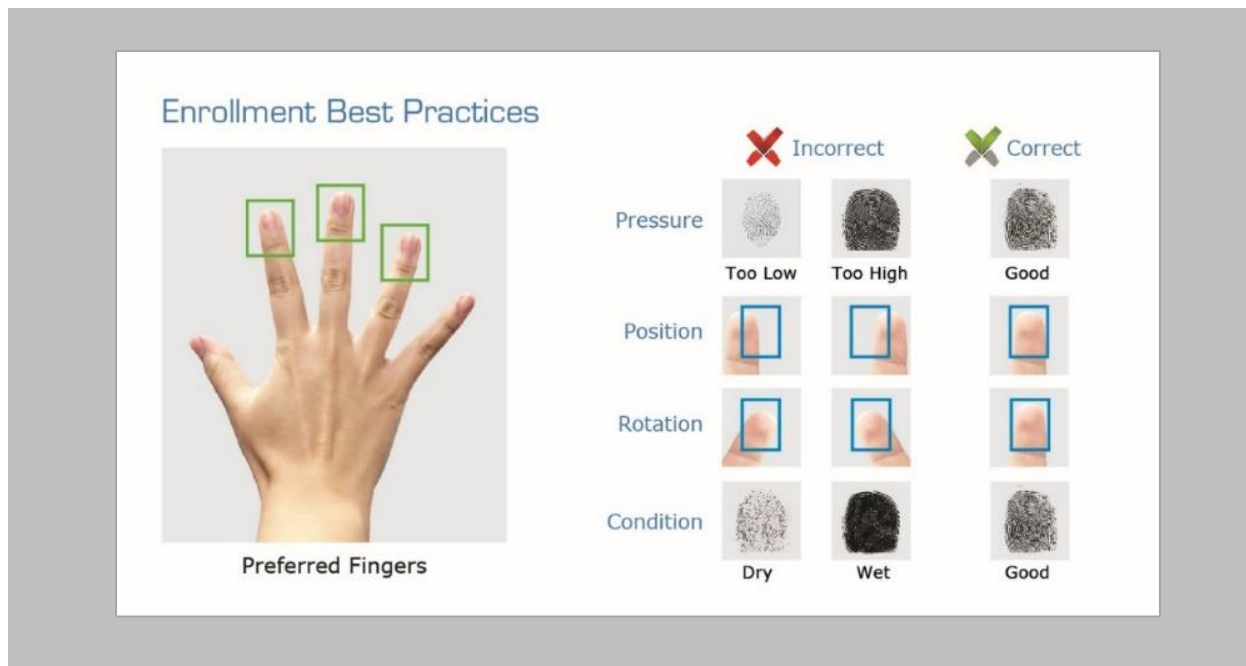 Enrollment Best Practices
Preferred Fingers
Incorrect
Correct
Pressure
Too Low
Too High
Good
Position
Rotation
Condition
Dry
Wet
Good